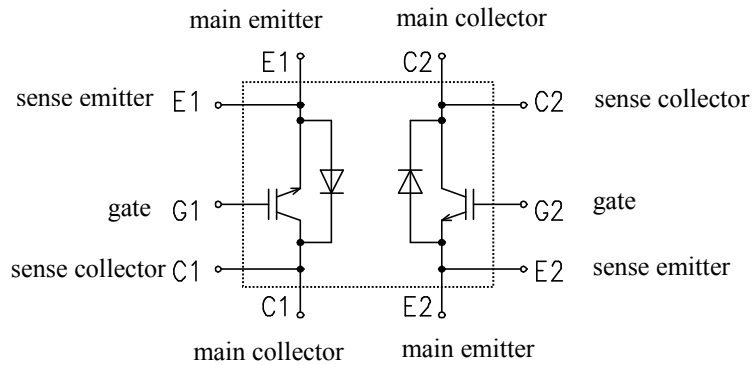 main emitter
main collector
E1
C2
sense emitter
E1
C2
sense collector
gate
G1
G2
gate
sense collector
C1
E2
sense emitter
C1
E2
main collector
main emitter